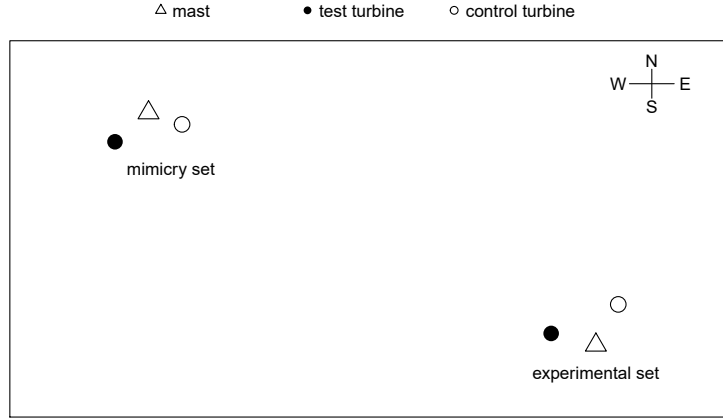 mast test turbine control turbine
N
W E
S
mimicry set
experimental set